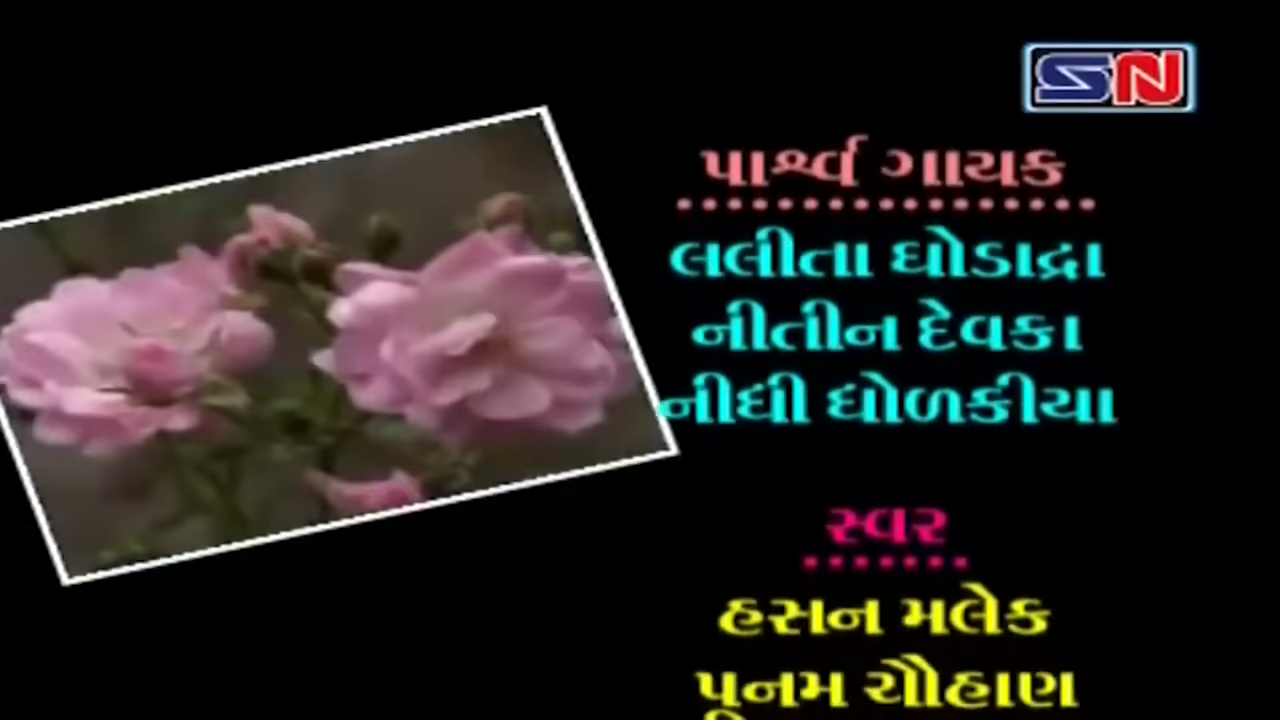 SN
પાર્શ્વ ગાયક
લલીતા ઘોડાદ્રા
નીતીન દેવકા
નીધી ધોળકીયા
સ્વર
હસન મલેક
પૂનમ ચૌહાણ